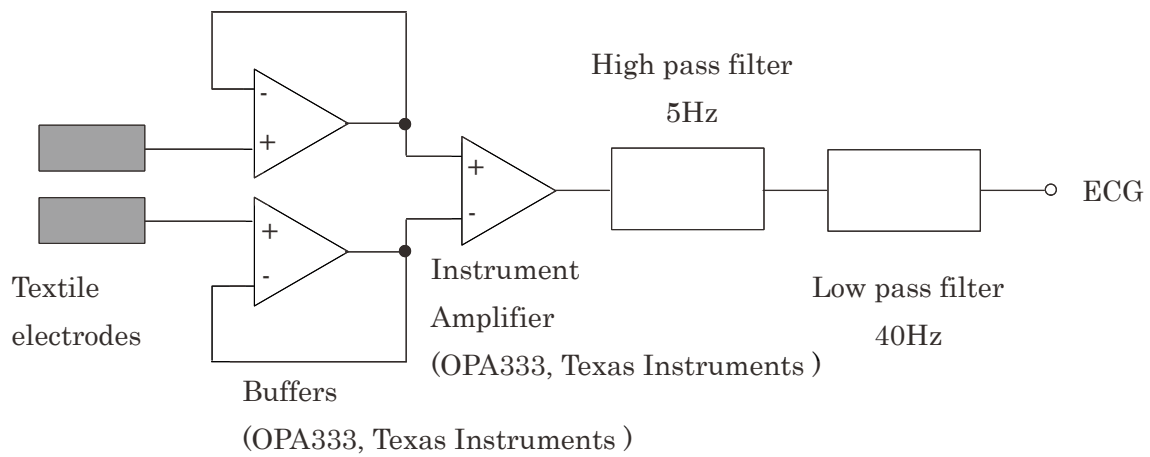 High pass filter
5Hz
-
+
+
-
+
-
ECG
Textile
electrodes
Instrument
Amplifier
(OPA333, Texas Instruments )
Low pass filter
40Hz
Buffers
(OPA333, Texas Instruments )